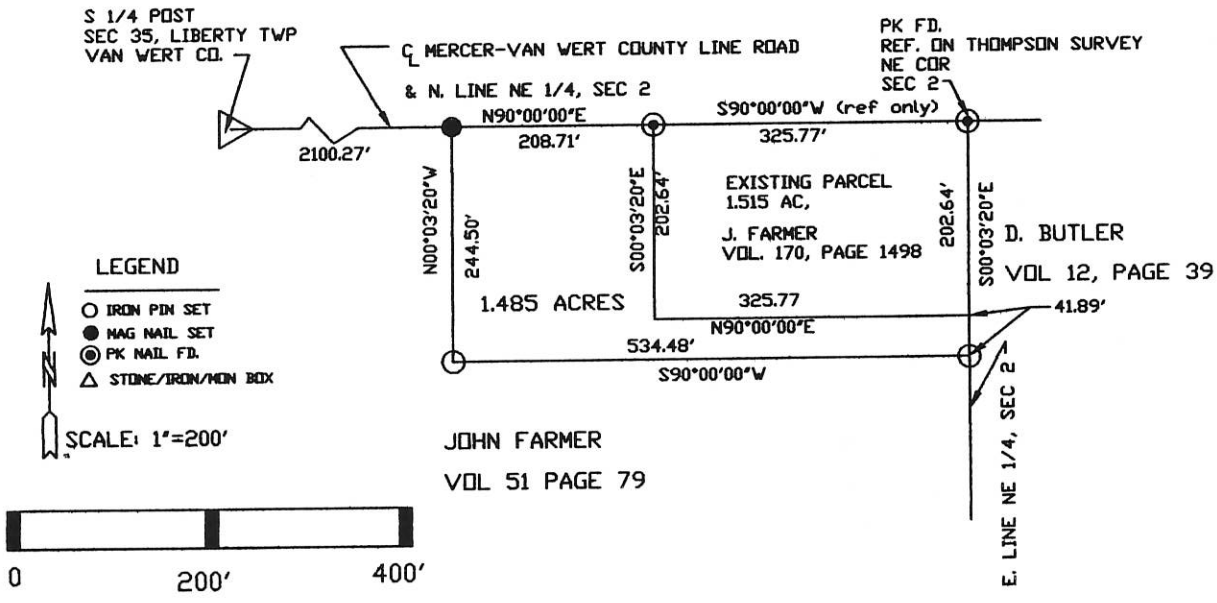 S 1/4 POST
SEC 35, LIBERTY TWP
VAN WERT CO.
CL MERCER-VAN WERT COUNTY LINE ROAD
& N. LINE NE 1/4, SEC 2
PK FD.
REF. ON THOMPSON SURVEY
NE COR
SEC 2
N90°00'00"E
208.71'
S90°00'00"W (ref only)
325.77'
2100.27'
N00°03'20"W
244.50'
S00°03'20"E
202.64'
EXISTING PARCEL
1.515 AC,
J. FARMER
VOL. 170, PAGE 1498
202.64'
S00°03'20"E
D. BUTLER
VOL 12, PAGE 39
1.485 ACRES
325.77
N90°00'00"E
41.89'
534.48'
S90°00'00"W
LEGEND
IRON PIN SET
MAG NAIL SET
PK NAIL FD.
STONE/IRON/MON BOX
N
SCALE: 1"=200'
JOHN FARMER
VOL 51 PAGE 79
E. LINE NE 1/4, SEC 2
0 200' 400'